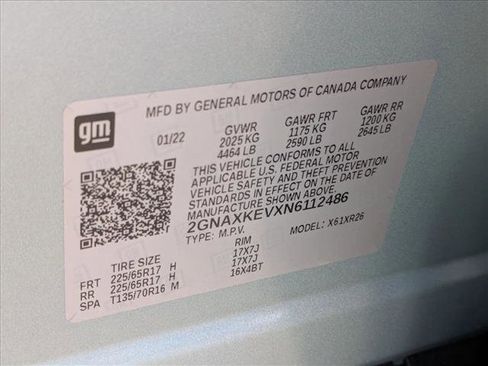 gm
MFD BY GENERAL MOTORS OF CANADA COMPANY
01/22 GVWR GAWR FRT GAWR RR
2025 KG 1175 KG 1200 KG
4464 LB 2590 LB 2645 LB
THIS VEHICLE CONFORMS TO ALL
APPLICABLE U.S. FEDERAL MOTOR
VEHICLE SAFETY AND THEFT PREVENTION
STANDARDS IN EFFECT ON THE DATE OF
MANUFACTURE SHOWN ABOVE.
2GNAXKEVXN6112486
TYPE: M.P.V. MODEL: X61XR26
TIRE SIZE RIM
FRT 225/65R17 H 17X7J
RR 225/65R17 H 17X7J
SPA T135/70R16 M 16X4BT